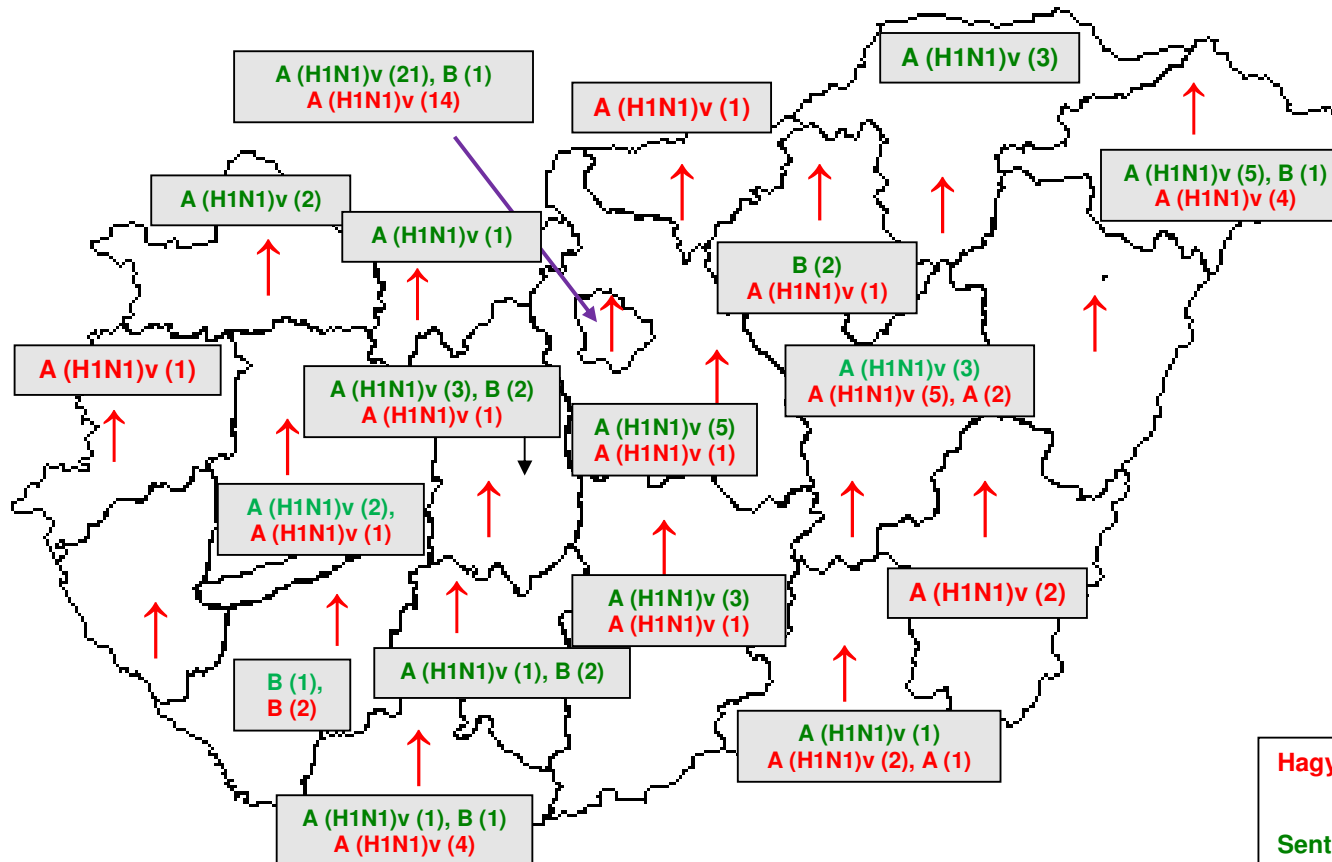 A (H1N1)v (3)
A (H1N1)v (21), B (1)
A (H1N1)v (14)
A (H1N1)v (1)
A (H1N1)v (5), B (1)
A (H1N1)v (4)
A (H1N1)v (2)
A (H1N1)v (1)
B (2)
A (H1N1)v (1)
A (H1N1)v (1)
A (H1N1)v (3), B (2)
A (H1N1)v (1)
A (H1N1)v (3)
A (H1N1)v (5), A (2)
A (H1N1)v (5)
A (H1N1)v (1)
A (H1N1)v (2),
A (H1N1)v (1)
A (H1N1)v (3)
A (H1N1)v (1)
A (H1N1)v (2)
A (H1N1)v (1), B (2)
B (1),
B (2)
A (H1N1)v (1)
A (H1N1)v (2), A (1)
A (H1N1)v (1), B (1)
A (H1N1)v (4)
Hagy
Sent